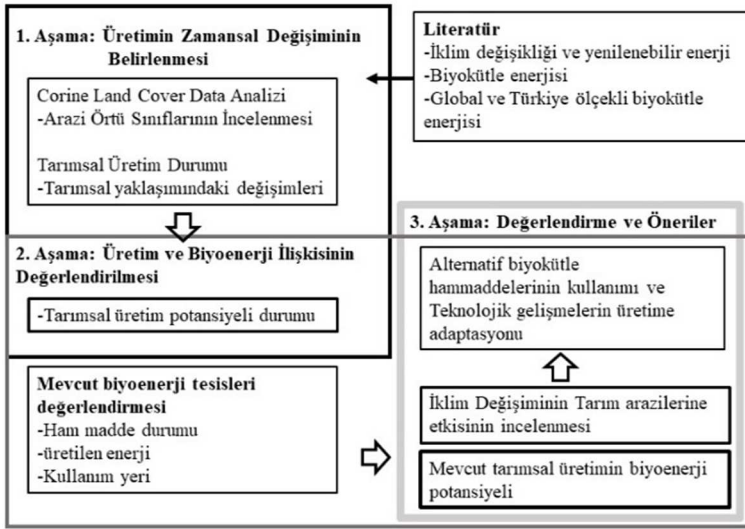 1. Aşama: Üretimin Zamansal Değişiminin
Belirlenmesi
Corine Land Cover Data Analizi
-Arazi Örtü Sınıflarının İncelenmesi
Tarımsal Üretim Durumu
-Tarımsal yaklaşımındaki değişimleri
Literatür
-İklim değişikliği ve yenilenebilir enerji
-Biyokütle enerjisi
-Global ve Türkiye ölçekli biyokütle
enerjisi
2. Aşama: Üretim ve Biyoenerji İlişkisinin
Değerlendirilmesi
-Tarımsal üretim potansiyeli durumu
Mevcut biyoenerji tesisleri
değerlendirmesi
-Ham madde durumu
-üretilen enerji
-Kullanım yeri
3. Aşama: Değerlendirme ve Öneriler
Alternatif biyokütle
hammaddelerinin kullanımı ve
Teknolojik gelişmelerin üretime
adaptasyonu
İklim Değişiminin Tarım arazilerine
etkisinin incelenmesi
Mevcut tarımsal üretimin biyoenerji
potansiyeli